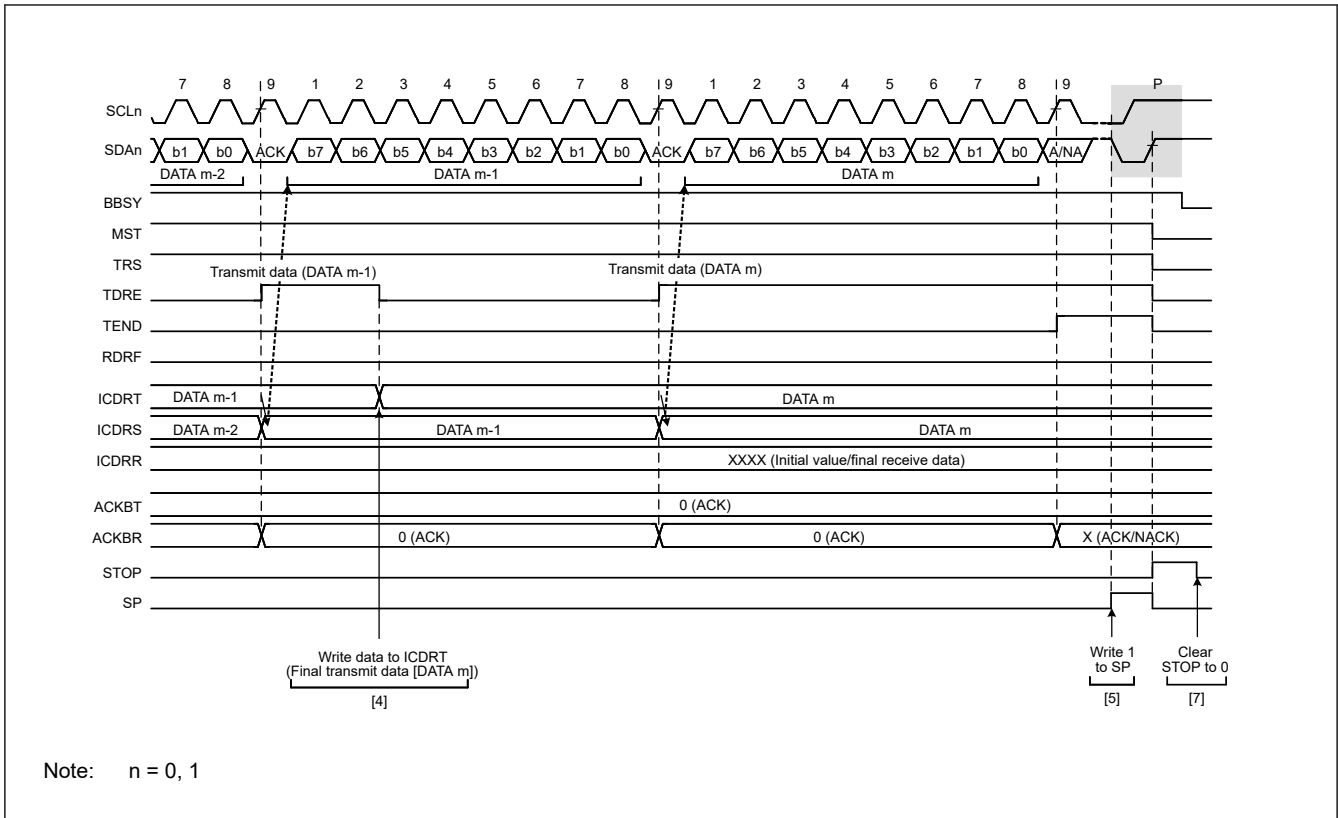 7 8 9 1 2 3 4 5 6 7 8 9 1 2 3 4 5 6 7 8 9 P
SCLn
SDAn b1 b0 ACK b7 b6 b5 b4 b3 b2 b1 b0 ACK b7 b6 b5 b4 b3 b2 b1 b0 A/NA
DATA m-2 DATA m-1 DATA m
BBSY
MST
TRS
Transmit data (DATA m-1) Transmit data (DATA m)
TDRE
TEND
RDRF
ICDRT DATA m-1 DATA m
ICDRS DATA m-2 DATA m-1 DATA m
ICDRR XXXX (Initial value/final receive data)
ACKBT 0 (ACK)
ACKBR 0 (ACK) 0 (ACK) X (ACK/NACK)
STOP
SP
Write data to ICDRT
(Final transmit data [DATA m])
[4]
Write 1
to SP
[5]
Clear
STOP to 0
[7]
Note: n = 0, 1